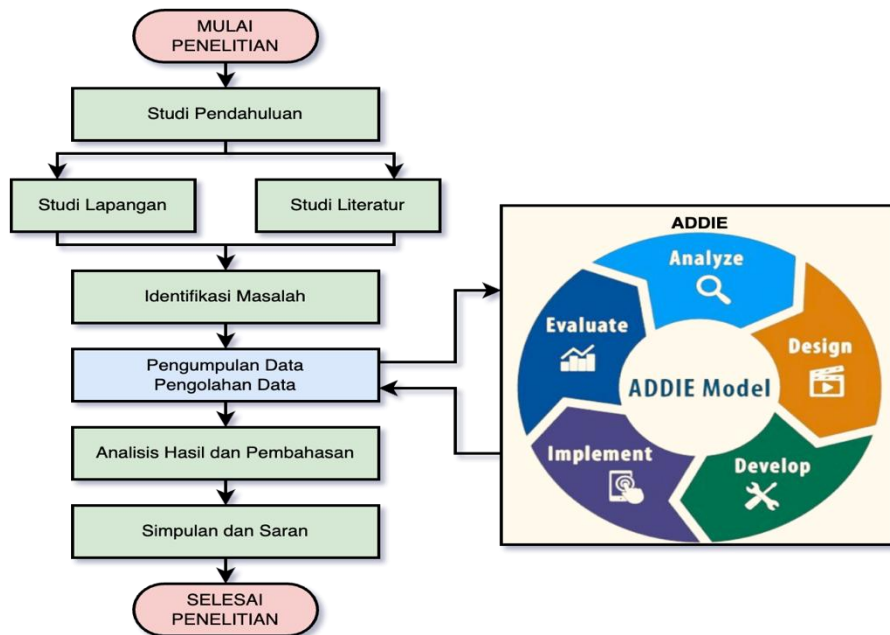 MULAI
PENELITIAN
Studi Pendahuluan
Studi Lapangan
Studi Literatur
Identifikasi Masalah
Pengumpulan Data
Pengolahan Data
Analisis Hasil dan Pembahasan
Simpulan dan Saran
SELESAI
PENELITIAN
ADDIE
Analyze
Design
Develop
Implement
Evaluate
ADDIE Model